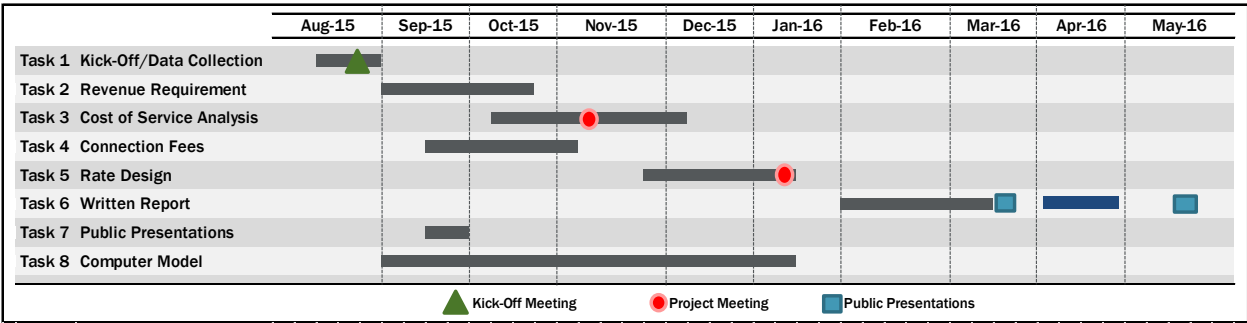 Aug-15 Sep-15 Oct-15 Nov-15 Dec-15 Jan-16 Feb-16 Mar-16 Apr-16 May-16
Task 1 Kick-Off/Data Collection
Task 2 Revenue Requirement
Task 3 Cost of Service Analysis
Task 4 Connection Fees
Task 5 Rate Design
Task 6 Written Report
Task 7 Public Presentations
Task 8 Computer Model
Kick-Off Meeting Project Meeting Public Presentations